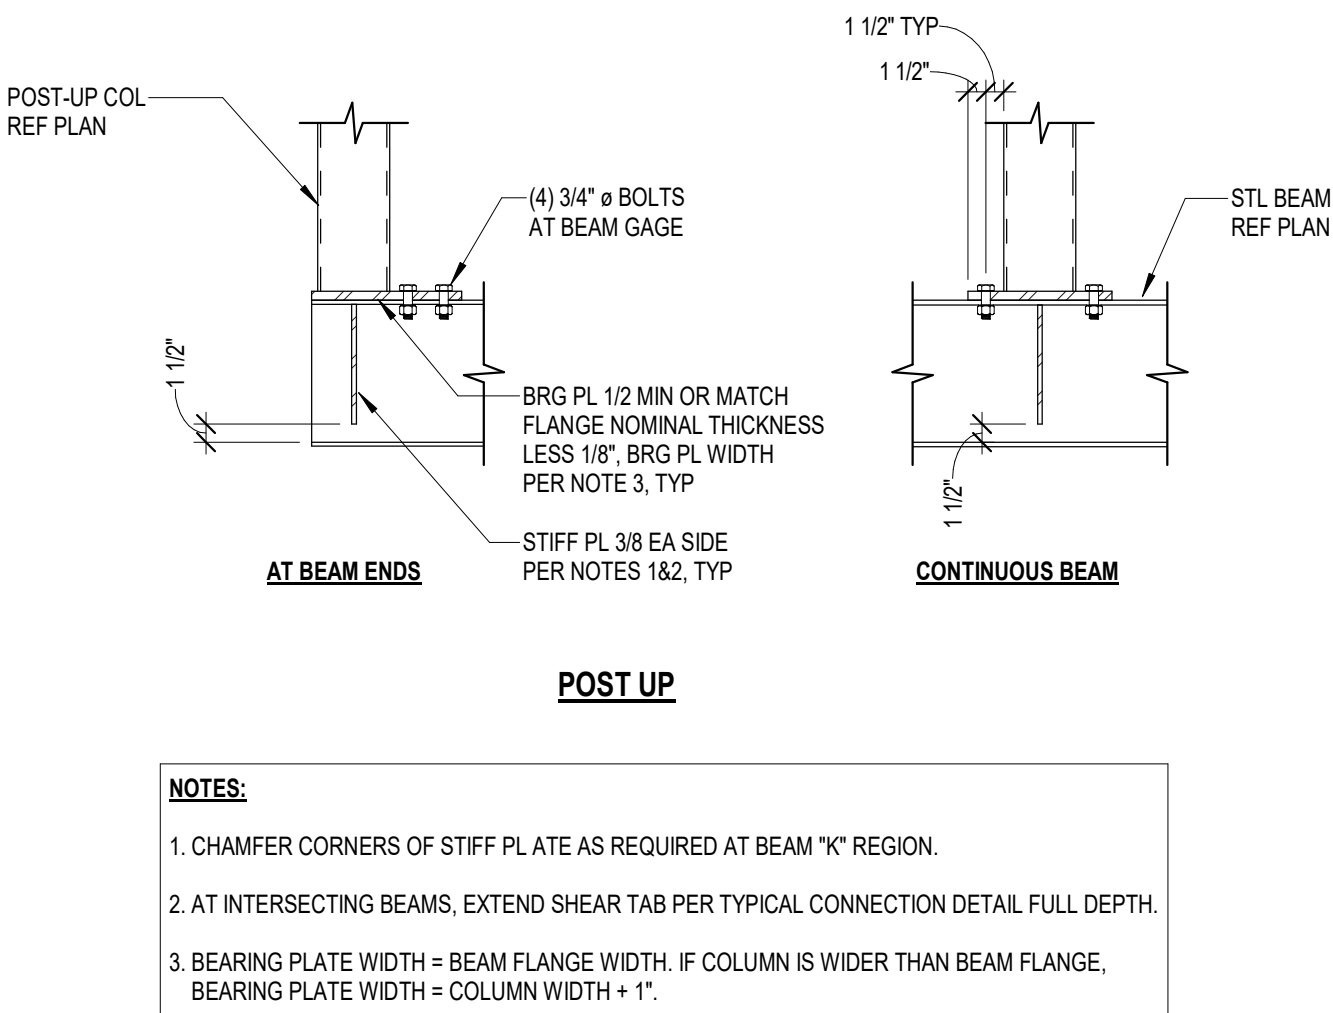 1 1/2" TYP
1 1/2"
POST-UP COL
REF PLAN
(4) 3/4" ø BOLTS
AT BEAM GAGE
STL BEAM
REF PLAN
1 1/2"
BRG PL 1/2 MIN OR MATCH
FLANGE NOMINAL THICKNESS
LESS 1/8", BRG PL WIDTH
PER NOTE 3, TYP
1 1/2"
STIFF PL 3/8 EA SIDE
PER NOTES 1&2, TYP
AT BEAM ENDS
CONTINUOUS BEAM
POST UP
NOTES:
1. CHAMFER CORNERS OF STIFF PL ATE AS REQUIRED AT BEAM "K" REGION.
2. AT INTERSECTING BEAMS, EXTEND SHEAR TAB PER TYPICAL CONNECTION DETAIL FULL DEPTH.
3. BEARING PLATE WIDTH = BEAM FLANGE WIDTH. IF COLUMN IS WIDER THAN BEAM FLANGE,
BEARING PLATE WIDTH = COLUMN WIDTH + 1".